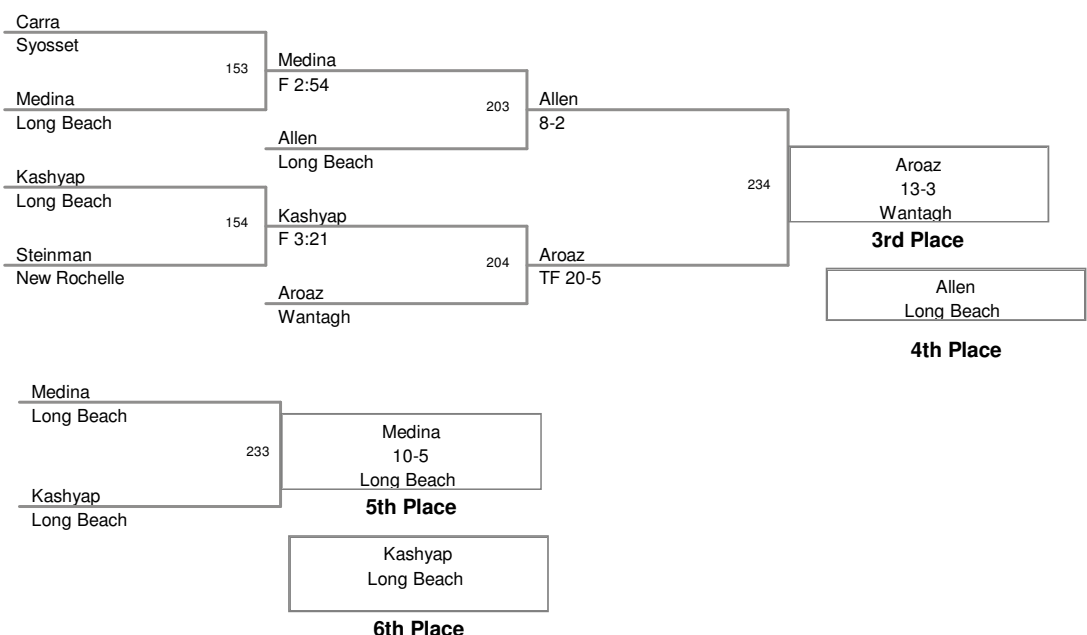 Carra
Syosset
153
Medina
F 2:54
Medina
Long Beach
203
Allen
8-2
Allen
Long Beach
Kashyap
Long Beach
234
Aroaz
13-3
Wantagh
3rd Place
154
Kashyap
F 3:21
Steinman
New Rochelle
204
Aroaz
TF 20-5
Aroaz
Wantagh
Allen
Long Beach
4th Place
Medina
Long Beach
233
Medina
10-5
Long Beach
5th Place
Kashyap
Long Beach
Kashyap
Long Beach
6th Place